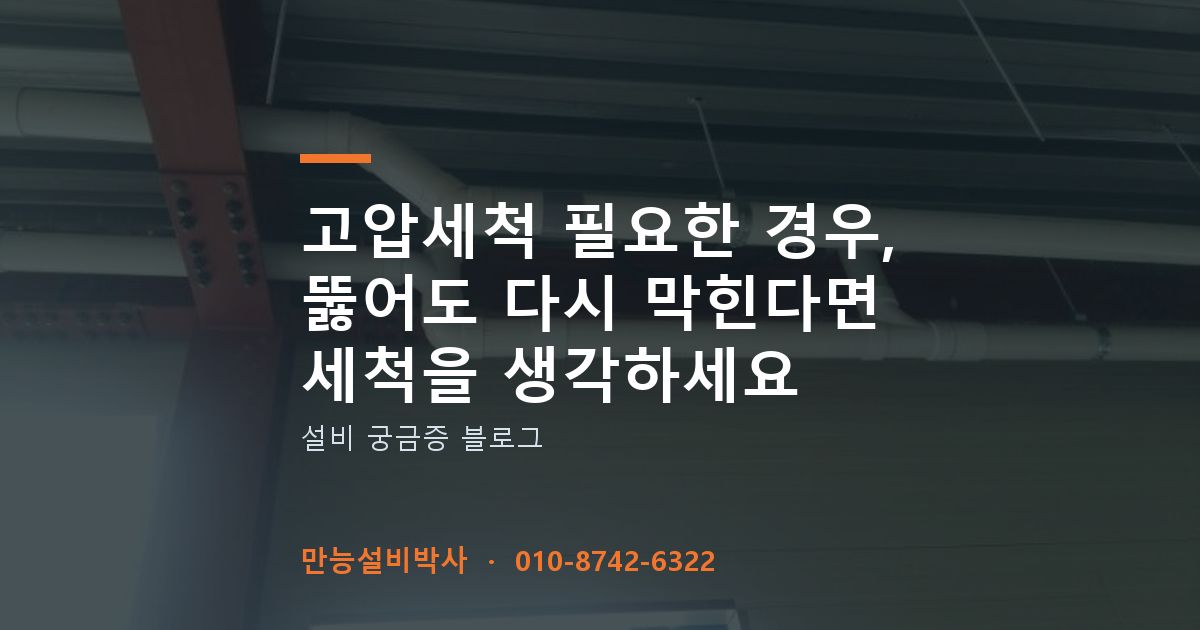 고압세척 필요한 경우,
뚫어도 다시 막힌다면
세척을 생각하세요
설비 궁금증 블로그
만능설비박사 · 010-8742-6322